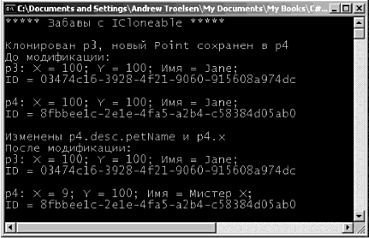 C:\Documents and Settings\Andrew Troelsen\My Documents\My Books\C#...
***** Забавы с ICloneable *****
Клонирован p3, новый Point сохранен в p4
До модификации:
p3: X = 100; Y = 100; Имя = Jane;
ID = 03474c16-3928-4f21-9060-915608a974dc
p4: X = 100; Y = 100; Имя = Jane;
ID = 8fbbee1c-2e1e-4fa5-a2b4-c58384d05ab0
Изменены p4.desc.petName и p4.x
После модификации:
p3: X = 100; Y = 100; Имя = Jane;
ID = 03474c16-3928-4f21-9060-915608a974dc
p4: X = 9; Y = 100; Имя = Мистер X;
ID = 8fbbee1c-2e1e-4fa5-a2b4-c58384d05ab0